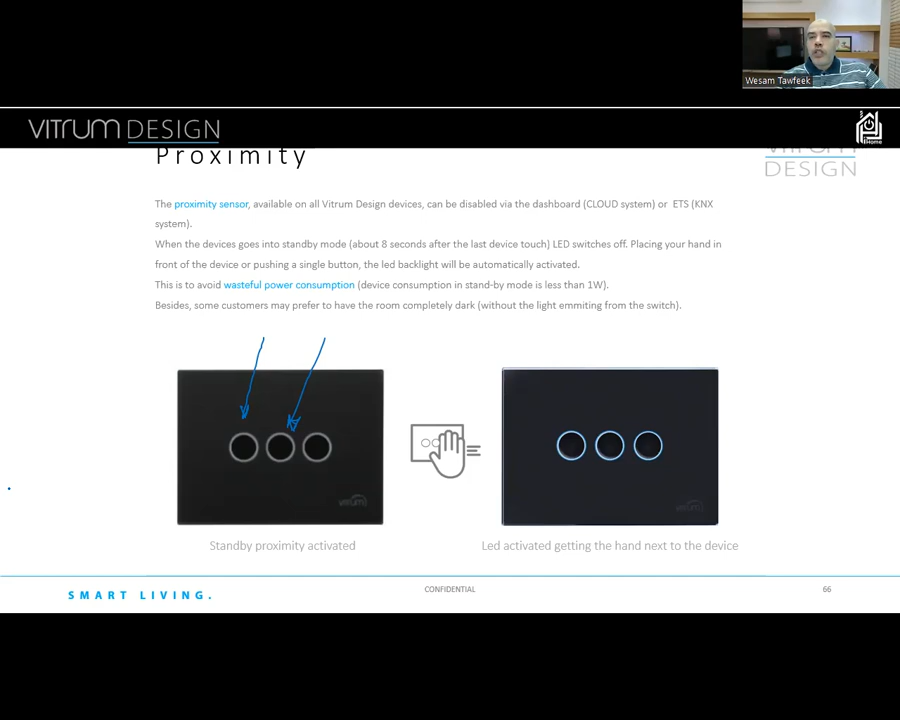 Wesam Tawfeek
VITRUM DESIGN
iHome
Proximity
DESIGN
The proximity sensor, available on all Vitrum Design devices, can be disabled via the dashboard (CLOUD system) or ETS (KNX
system).
When the devices goes into standby mode (about 8 seconds after the last device touch) LED switches off. Placing your hand in
front of the device or pushing a single button, the led backlight will be automatically activated.
This is to avoid wasteful power consumption (device consumption in stand-by mode is less than 1W).
Besides, some customers may prefer to have the room completely dark (without the light emmiting from the switch).
vitrum
vitrum
Standby proximity activated
Led activated getting the hand next to the device
SMART LIVING.
CONFIDENTIAL
66